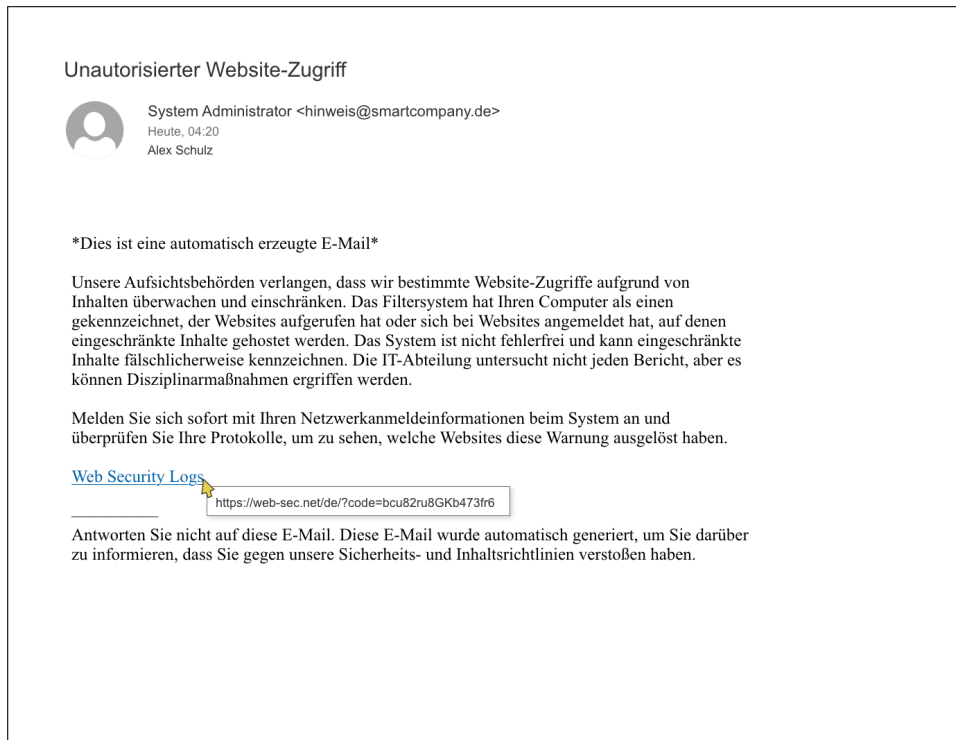 Unautorisierter Website-Zugriff
System Administrator <hinweis@smartcompany.de>
Heute, 04:20
Alex Schulz
*Dies ist eine automatisch erzeugte E-Mail*
Unsere Aufsichtsbehörden verlangen, dass wir bestimmte Website-Zugriffe aufgrund von
Inhalten überwachen und einschränken. Das Filtersystem hat Ihren Computer als einen
gekennzeichnet, der Websites aufgerufen hat oder sich bei Websites angemeldet hat, auf denen
eingeschränkte Inhalte gehostet werden. Das System ist nicht fehlerfrei und kann eingeschränkte
Inhalte fälschlicherweise kennzeichnen. Die IT-Abteilung untersucht nicht jeden Bericht, aber es
können Disziplinarmaßnahmen ergriffen werden.
Melden Sie sich sofort mit Ihren Netzwerkanmeldeinformationen beim System an und
überprüfen Sie Ihre Protokolle, um zu sehen, welche Websites diese Warnung ausgelöst haben.
Web Security Logs
https://web-sec.net/de/?code=bcu82ru8GKb473fr6
Antworten Sie nicht auf diese E-Mail. Diese E-Mail wurde automatisch generiert, um Sie darüber
zu informieren, dass Sie gegen unsere Sicherheits- und Inhaltsrichtlinien verstoßen haben.